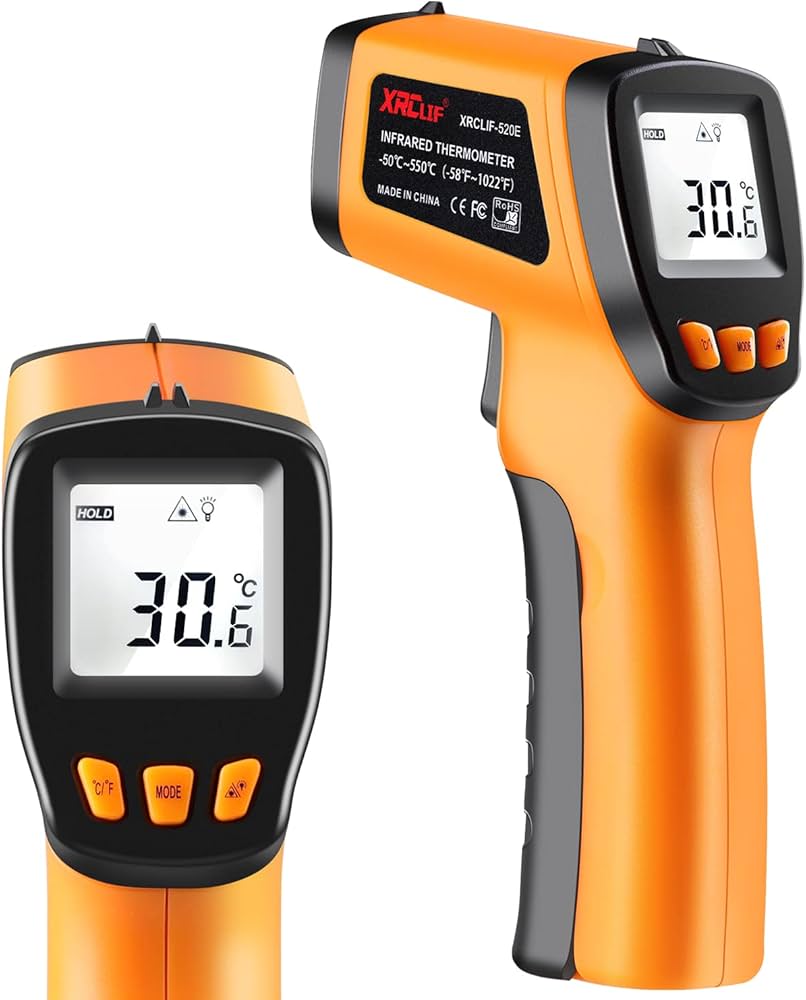 XRCLIF®
XRCLIF-520E
INFRARED THERMOMETER
-50℃~550℃ (-58℉~1022℉)
MADE IN CHINA CE FC RoHS
COMPLIENT
HOLD
30.6 °C
°C/°F MODE
HOLD
30.6 °C
°C/°F MODE